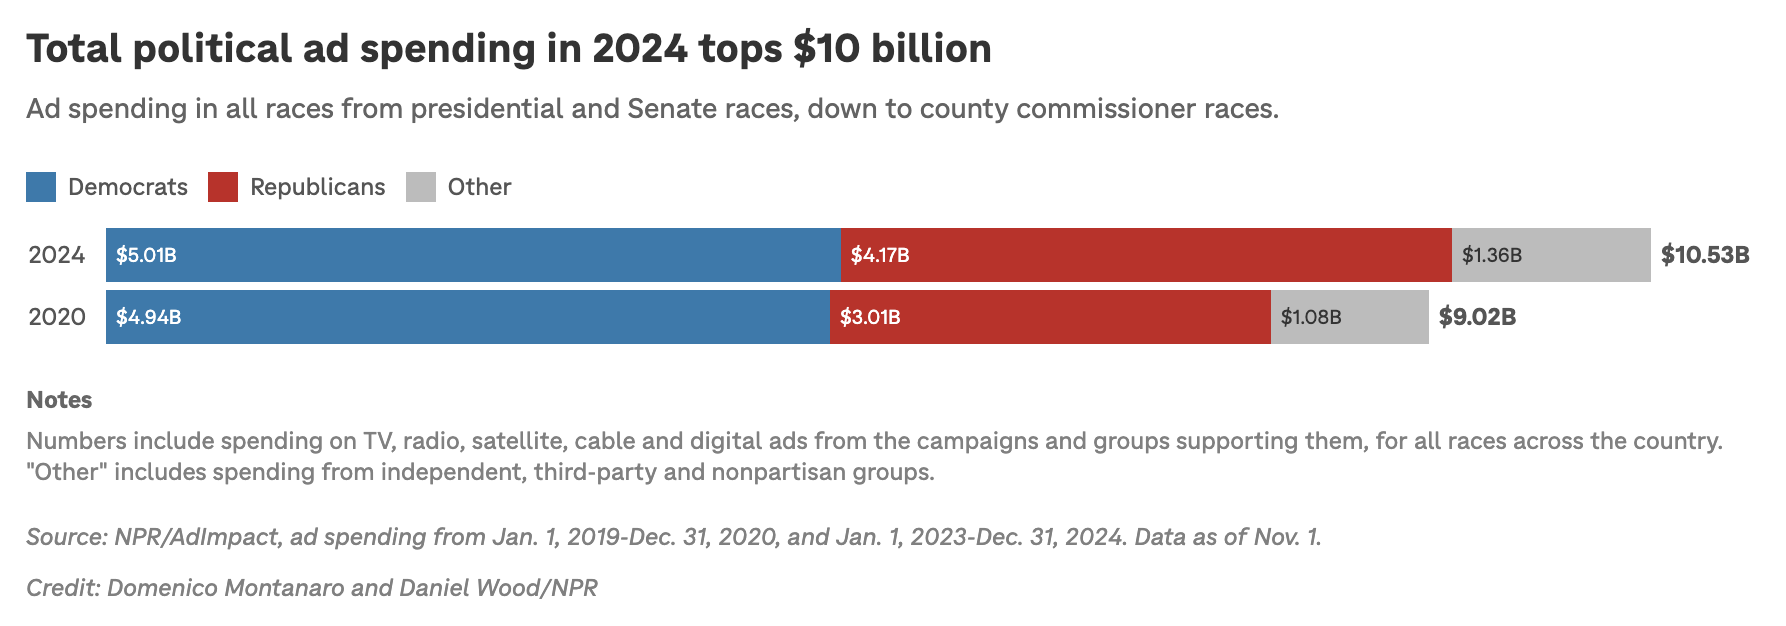 Total political ad spending in 2024 tops $10 billion
Ad spending in all races from presidential and Senate races, down to county commissioner races.
Democrats Republicans Other
2024 $5.01B $4.17B $1.36B $10.53B
2020 $4.94B $3.01B $1.08B $9.02B
Notes
Numbers include spending on TV, radio, satellite, cable and digital ads from the campaigns and groups supporting them, for all races across the country.
"Other" includes spending from independent, third-party and nonpartisan groups.
Source: NPR/AdImpact, ad spending from Jan. 1, 2019-Dec. 31, 2020, and Jan. 1, 2023-Dec. 31, 2024. Data as of Nov. 1.
Credit: Domenico Montanaro and Daniel Wood/NPR